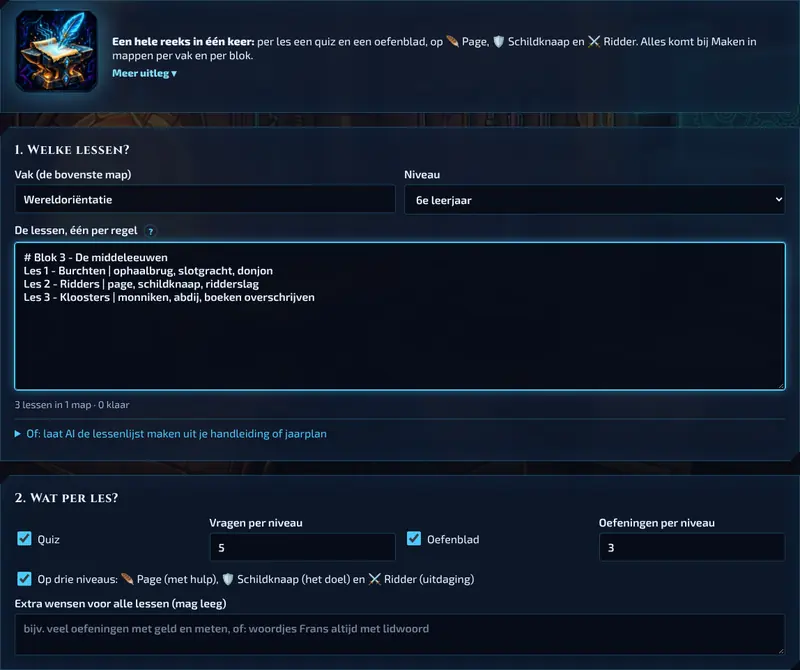 Een hele reeks in één keer: per les een quiz en een oefenblad, op 🪶 Page, 🛡️ Schildknaap en ⚔️ Ridder. Alles komt bij Maken in
mappen per vak en per blok.
Meer uitleg ▾
1. Welke lessen?
Vak (de bovenste map)
Niveau
Wereldoriëntatie
6e leerjaar
De lessen, één per regel ?
# Blok 3 - De middeleeuwen
Les 1 - Burchten | ophaalbrug, slotgracht, donjon
Les 2 - Ridders | page, schildknaap, ridderslag
Les 3 - Kloosters | monniken, abdij, boeken overschrijven
3 lessen in 1 map · 0 klaar
▶ Of: laat AI de lessenlijst maken uit je handleiding of jaarplan
2. Wat per les?
Quiz
Vragen per niveau
5
Oefenblad
Oefeningen per niveau
3
Op drie niveaus: 🪶 Page (met hulp), 🛡️ Schildknaap (het doel) en ⚔️ Ridder (uitdaging)
Extra wensen voor alle lessen (mag leeg)
bijv. veel oefeningen met geld en meten, of: woordjes Frans altijd met lidwoord